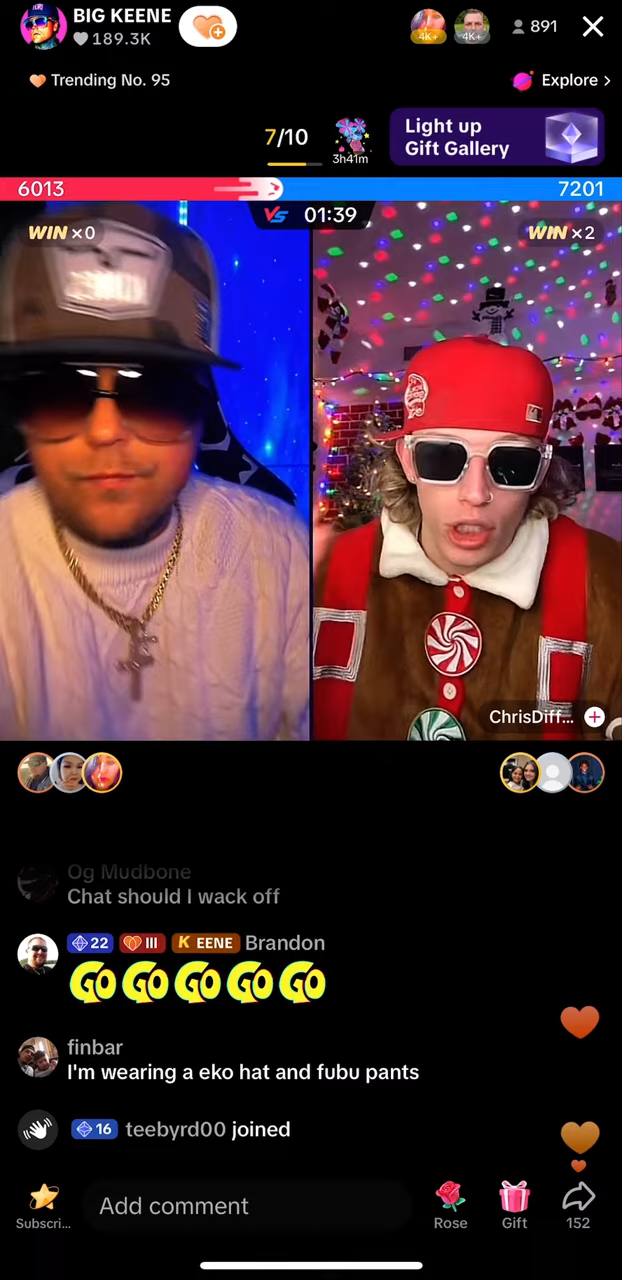 BIG KEENE
189.3K
4K+
4K+
891
Trending No. 95
Explore >
7/10
3h41m
Light up
Gift Gallery
6013
7201
VS 01:39
WIN ×0
WIN ×2
ChrisDiff...
Og Mudbone
Chat should I wack off
22 III K EENE Brandon
GO GO GO GO GO
finbar
I'm wearing a eko hat and fubu pants
16 teebyrd00 joined
Subscri...
Add comment
Rose
Gift
152